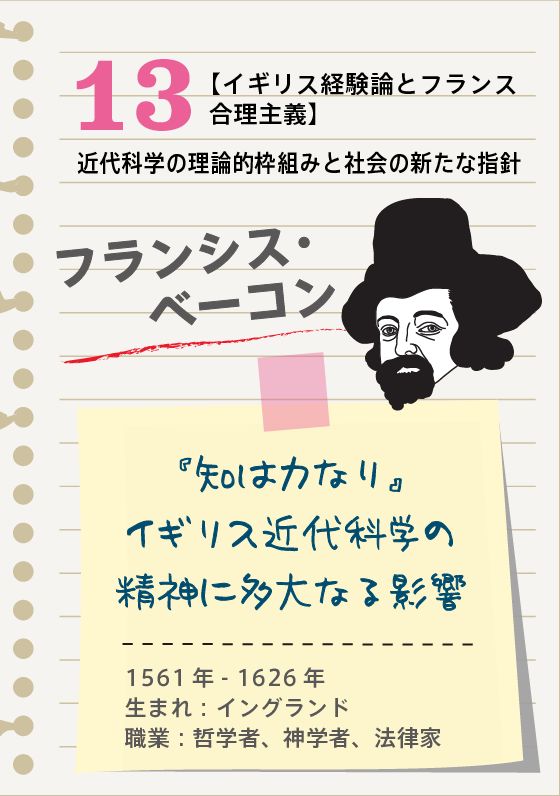 13
【イギリス経験論とフランス
合理主義】
近代科学の理論的枠組みと社会の新たな指針
フランシス・
ベーコン
『知は力なり』
イギリス近代科学の
精神に多大なる影響
1561 年 - 1626 年
生まれ：イングランド
職業：哲学者、神学者、法律家